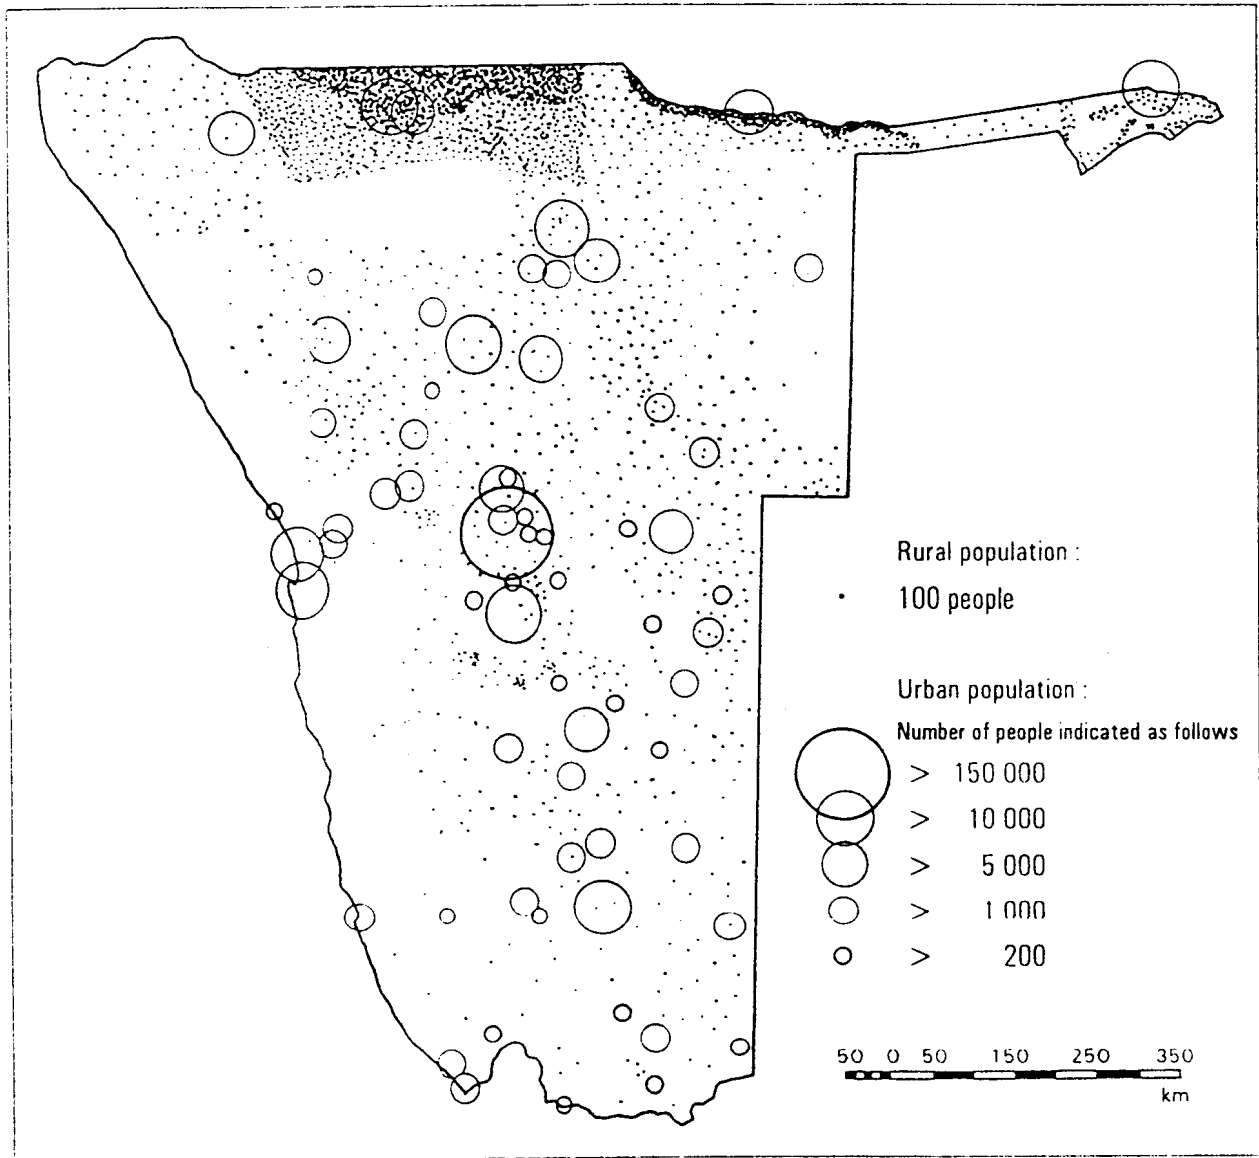 Rural population :
100 people
Urban population :
Number of people indicated as follows
> 150 000
> 10 000
> 5 000
> 1 000
> 200
50 0 50 150 250 350
km